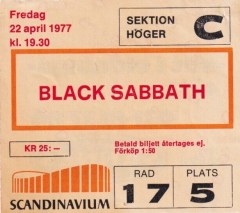 Fredag
22 april 1977
kl. 19.30
SEKTION
HÖGER
C
BLACK SABBATH
KR 25:—
Betald biljett återtages ej.
Förköp 1:50
SCANDINAVIUM
RAD
17
PLATS
5